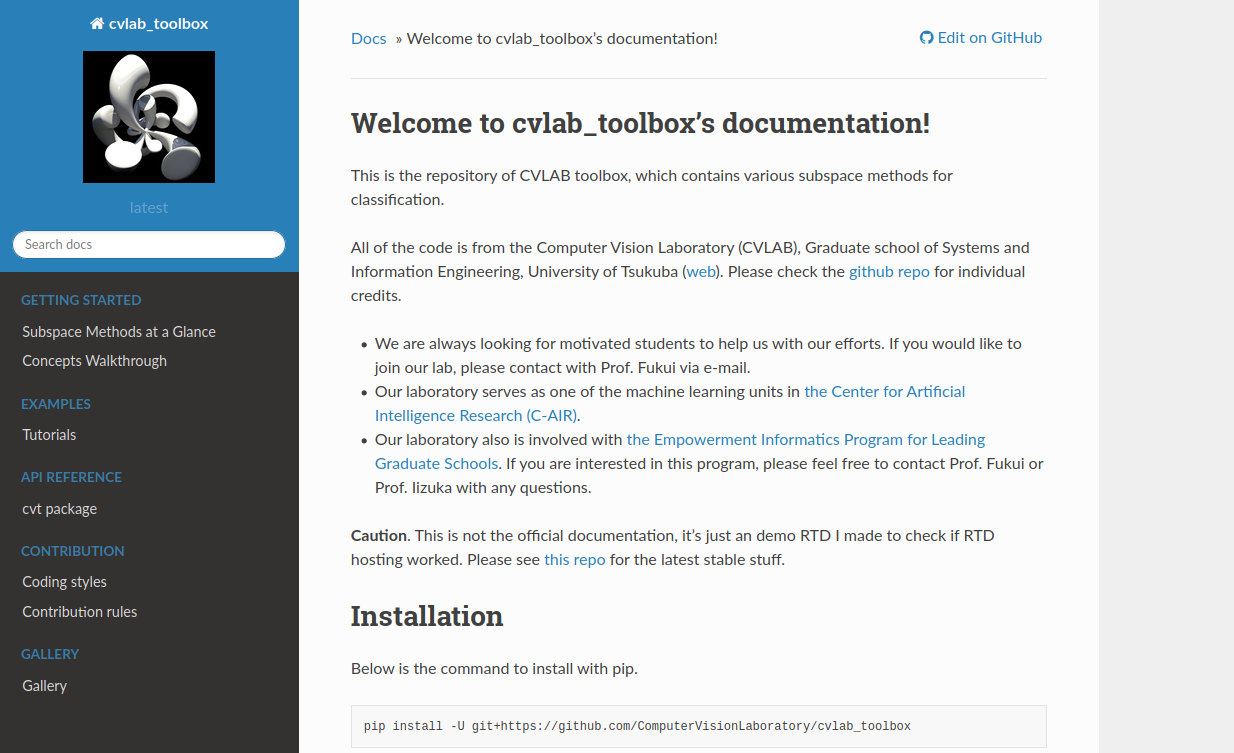 cvlab_toolbox
latest
Search docs
GETTING STARTED
Subspace Methods at a Glance
Concepts Walkthrough
EXAMPLES
Tutorials
API REFERENCE
cvt package
CONTRIBUTION
Coding styles
Contribution rules
GALLERY
Gallery
Docs » Welcome to cvlab_toolbox’s documentation!
Edit on GitHub
Welcome to cvlab_toolbox’s documentation!
This is the repository of CVLAB toolbox, which contains various subspace methods for
classification.
All of the code is from the Computer Vision Laboratory (CVLAB), Graduate school of Systems and
Information Engineering, University of Tsukuba (web). Please check the github repo for individual
credits.
• We are always looking for motivated students to help us with our efforts. If you would like to
join our lab, please contact with Prof. Fukui via e-mail.
• Our laboratory serves as one of the machine learning units in the Center for Artificial
Intelligence Research (C-AIR).
• Our laboratory also is involved with the Empowerment Informatics Program for Leading
Graduate Schools. If you are interested in this program, please feel free to contact Prof. Fukui or
Prof. Iizuka with any questions.
Caution. This is not the official documentation, it’s just an demo RTD I made to check if RTD
hosting worked. Please see this repo for the latest stable stuff.
Installation
Below is the command to install with pip.
pip install -U git+https://github.com/ComputerVisionLaboratory/cvlab_toolbox